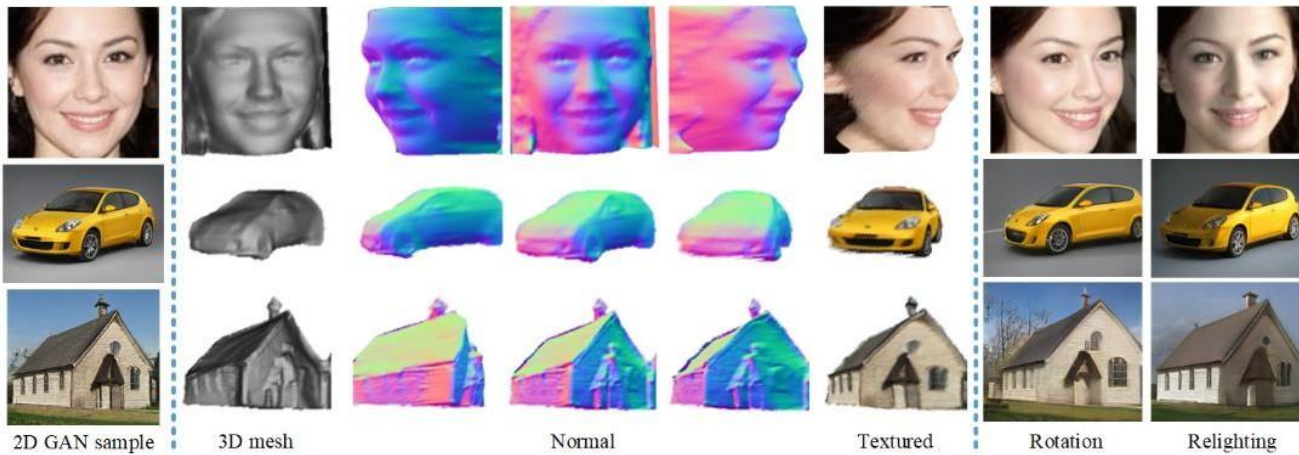 2D GAN sample
3D mesh
Normal
Textured
Rotation
Relighting